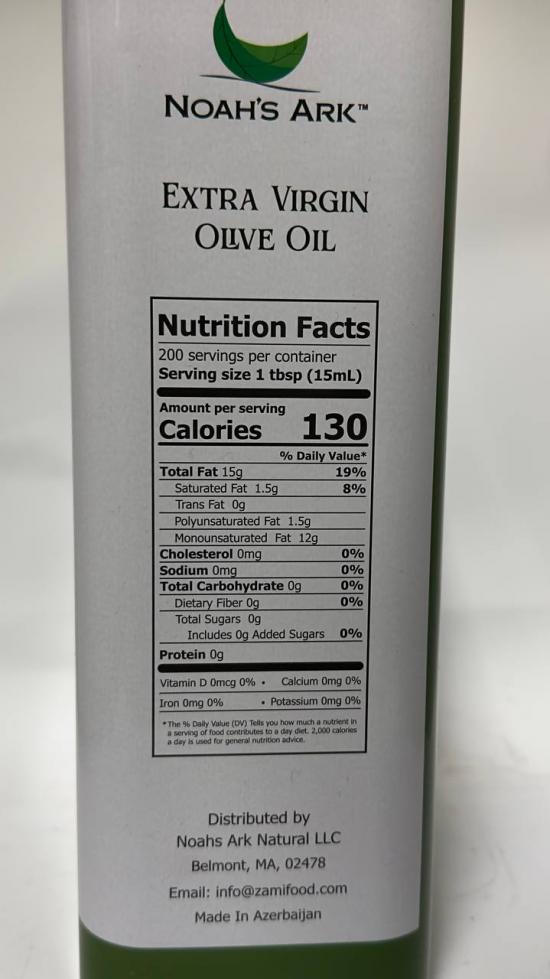 NOAH'S ARK™
EXTRA VIRGIN
OLIVE OIL
Nutrition Facts
200 servings per container
Serving size 1 tbsp (15mL)
Amount per serving
Calories 130
% Daily Value*
Total Fat 15g 19%
Saturated Fat 1.5g 8%
Trans Fat 0g
Polyunsaturated Fat 1.5g
Monounsaturated Fat 12g
Cholesterol 0mg 0%
Sodium 0mg 0%
Total Carbohydrate 0g 0%
Dietary Fiber 0g 0%
Total Sugars 0g
Includes 0g Added Sugars 0%
Protein 0g
Vitamin D 0mcg 0% • Calcium 0mg 0%
Iron 0mg 0% • Potassium 0mg 0%
*The % Daily Value (DV) Tells you how much a nutrient in
a serving of food contributes to a day diet. 2,000 calories
a day is used for general nutrition advice.
Distributed by
Noahs Ark Natural LLC
Belmont, MA, 02478
Email: info@zamifood.com
Made In Azerbaijan